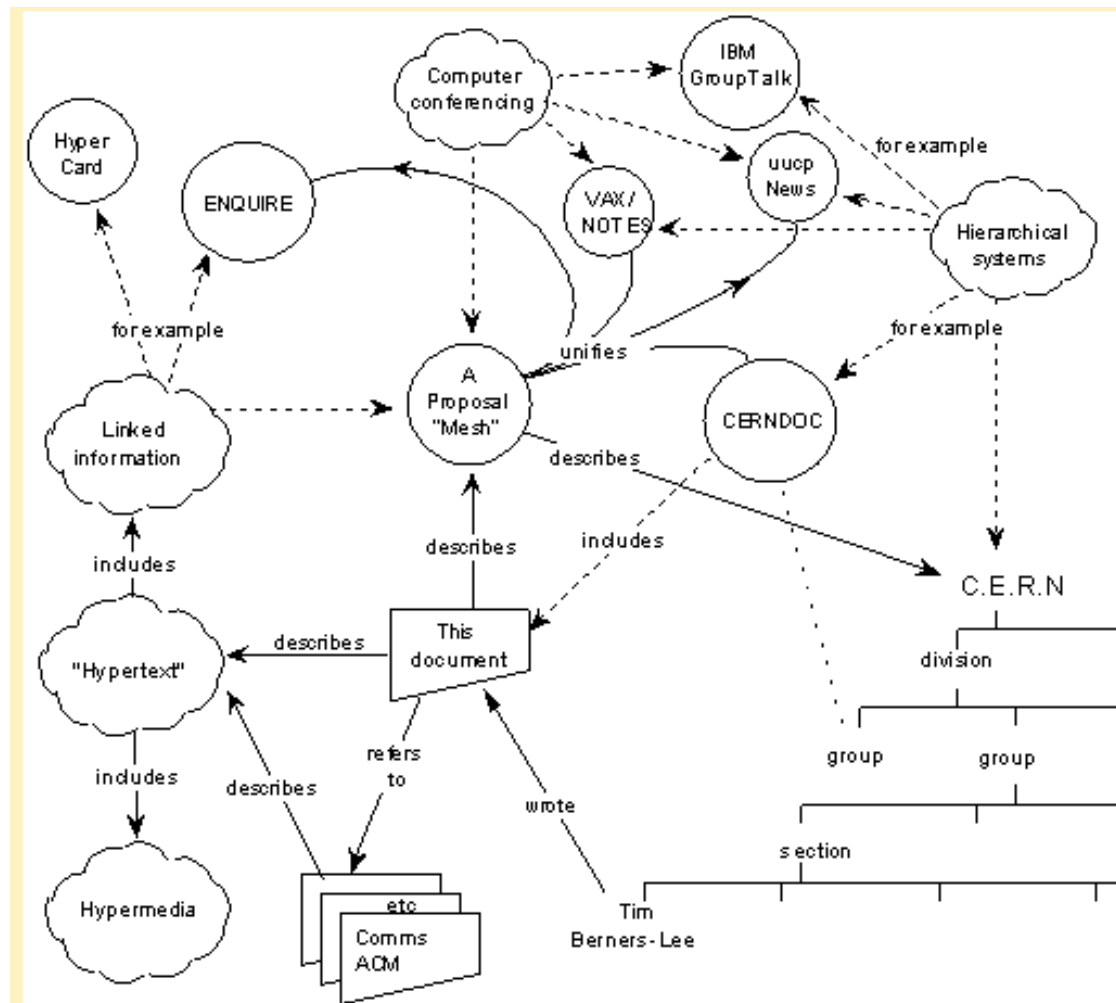 IBM
GroupTalk
Computer
conferencing
Hyper
Card
for example
uucp
News
ENQUIRE
VAX/
NOTES
Hierarchical
systems
for example
for example
unifies
A
Proposal
"Mesh"
CERNDOC
Linked
information
describes
includes
describes
includes
C.E.R.N
This
document
describes
"Hypertext"
division
refers
to
group
group
includes
describes
wrote
section
Hypermedia
etc
Comms
ACM
Tim
Berners-Lee